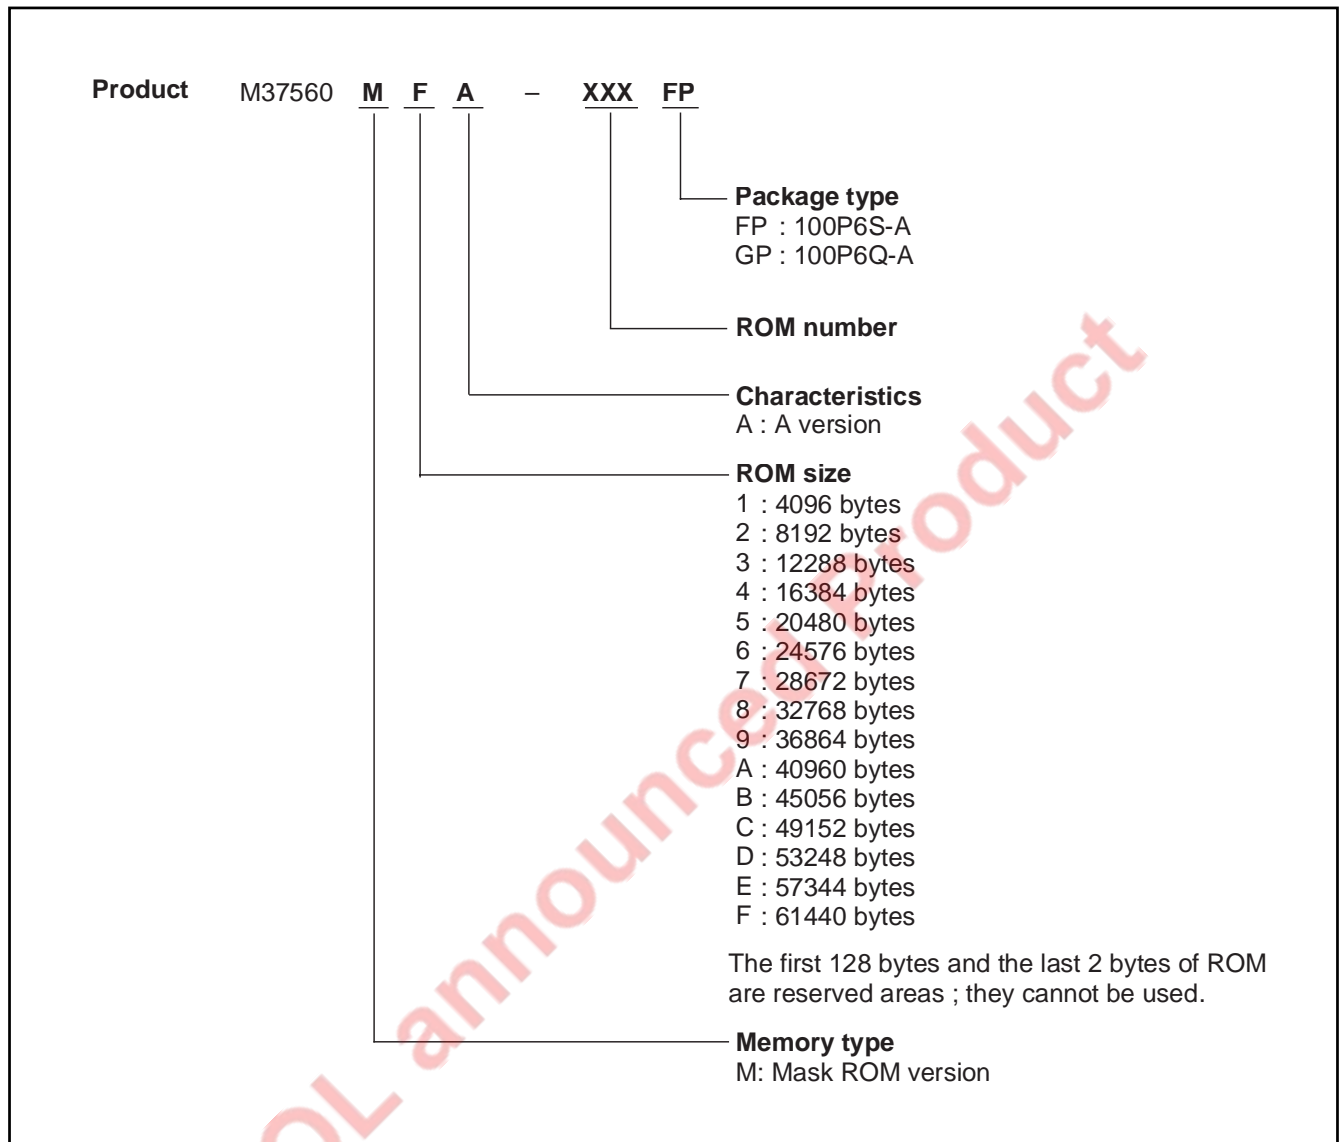 Product M37560 M F A – XXX FP
Package type
FP : 100P6S-A
GP : 100P6Q-A
ROM number
Characteristics
A : A version
ROM size
1 : 4096 bytes
2 : 8192 bytes
3 : 12288 bytes
4 : 16384 bytes
5 : 20480 bytes
6 : 24576 bytes
7 : 28672 bytes
8 : 32768 bytes
9 : 36864 bytes
A : 40960 bytes
B : 45056 bytes
C : 49152 bytes
D : 53248 bytes
E : 57344 bytes
F : 61440 bytes
The first 128 bytes and the last 2 bytes of ROM
are reserved areas ; they cannot be used.
Memory type
M: Mask ROM version
OL announced Product